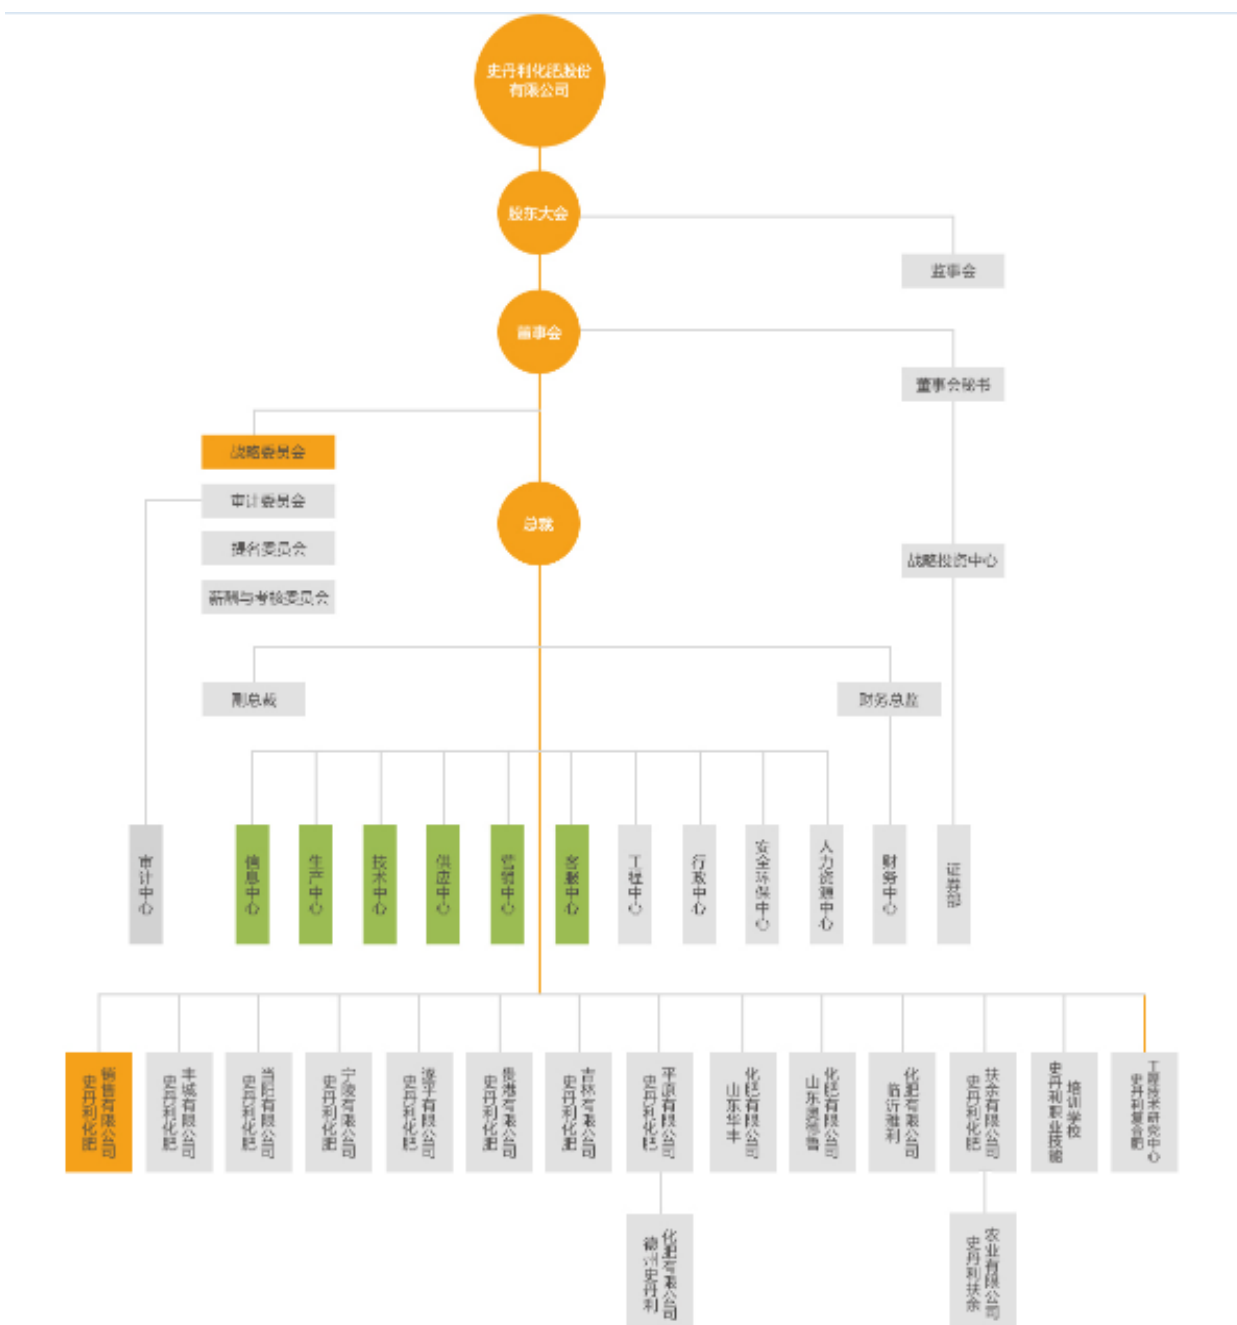 史丹利化肥股份
有限公司
股东大会
监事会
董事会
董事会秘书
战略委员会
审计委员会
提名委员会
薪酬与考核委员会
总裁
战略投资中心
副总裁
财务总监
审计中心
信息中心
生产中心
技术中心
供应中心
营销中心
客服中心
工程中心
行政中心
安全环保中心
人力资源中心
财务中心
证券部
史丹利化肥
销售有限公司
史丹利化肥
丰城有限公司
史丹利化肥
当阳有限公司
史丹利化肥
宁陵有限公司
史丹利化肥
遂平有限公司
史丹利化肥
贵港有限公司
史丹利化肥
吉林有限公司
史丹利化肥
平原有限公司
山东华丰
化肥有限公司
山东奥德鲁
化肥有限公司
临沂雅利
化肥有限公司
史丹利化肥
扶余有限公司
史丹利职业技能
培训学校
史丹利复合肥
工程技术研究中心
德州史丹利
化肥有限公司
史丹利扶余
农业有限公司